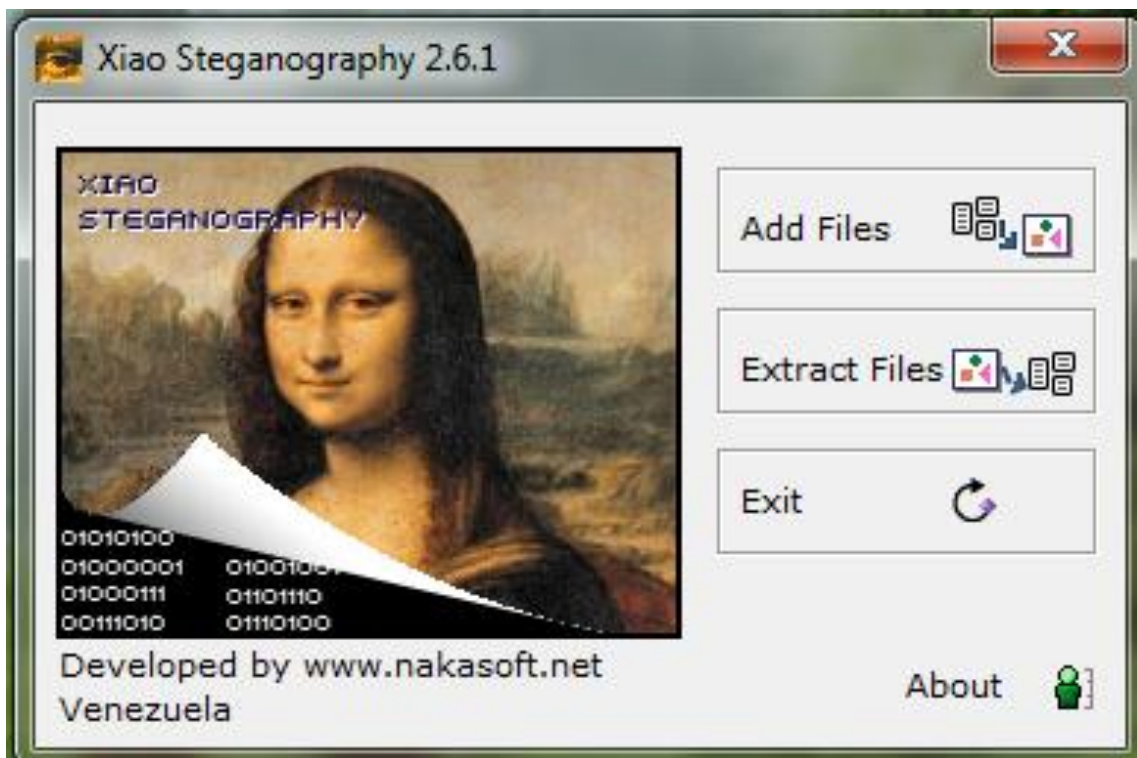 Xiao Steganography 2.6.1
X
XIAO
STEGANOGRAPHY
Add Files
Extract Files
Exit
01010100
01000001
01000111
00111010
01101110
01110100
Developed by www.nakasoft.net
Venezuela
About